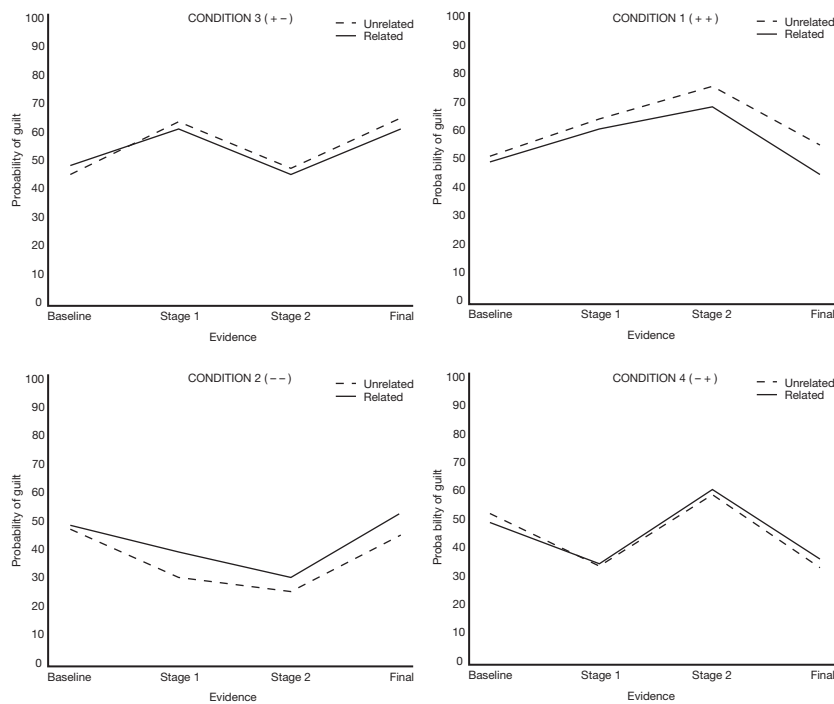 CONDITION 3 (+ −)
Unrelated
Related
100
90
80
70
60
50
40
30
20
10
0
Probability of guilt
Baseline Stage 1 Stage 2 Final
Evidence
CONDITION 1 (+ +)
Unrelated
Related
100
90
80
70
60
50
40
30
20
10
0
Proba bility of guilt
Baseline Stage 1 Stage 2 Final
Evidence
CONDITION 2 (− −)
Unrelated
Related
100
90
80
70
60
50
40
30
20
10
0
Probability of guilt
Baseline Stage 1 Stage 2 Final
Evidence
CONDITION 4 (− +)
Unrelated
Related
100
90
80
70
60
50
40
30
20
10
0
Proba bility of guilt
Baseline Stage 1 Stage 2 Final
Evidence